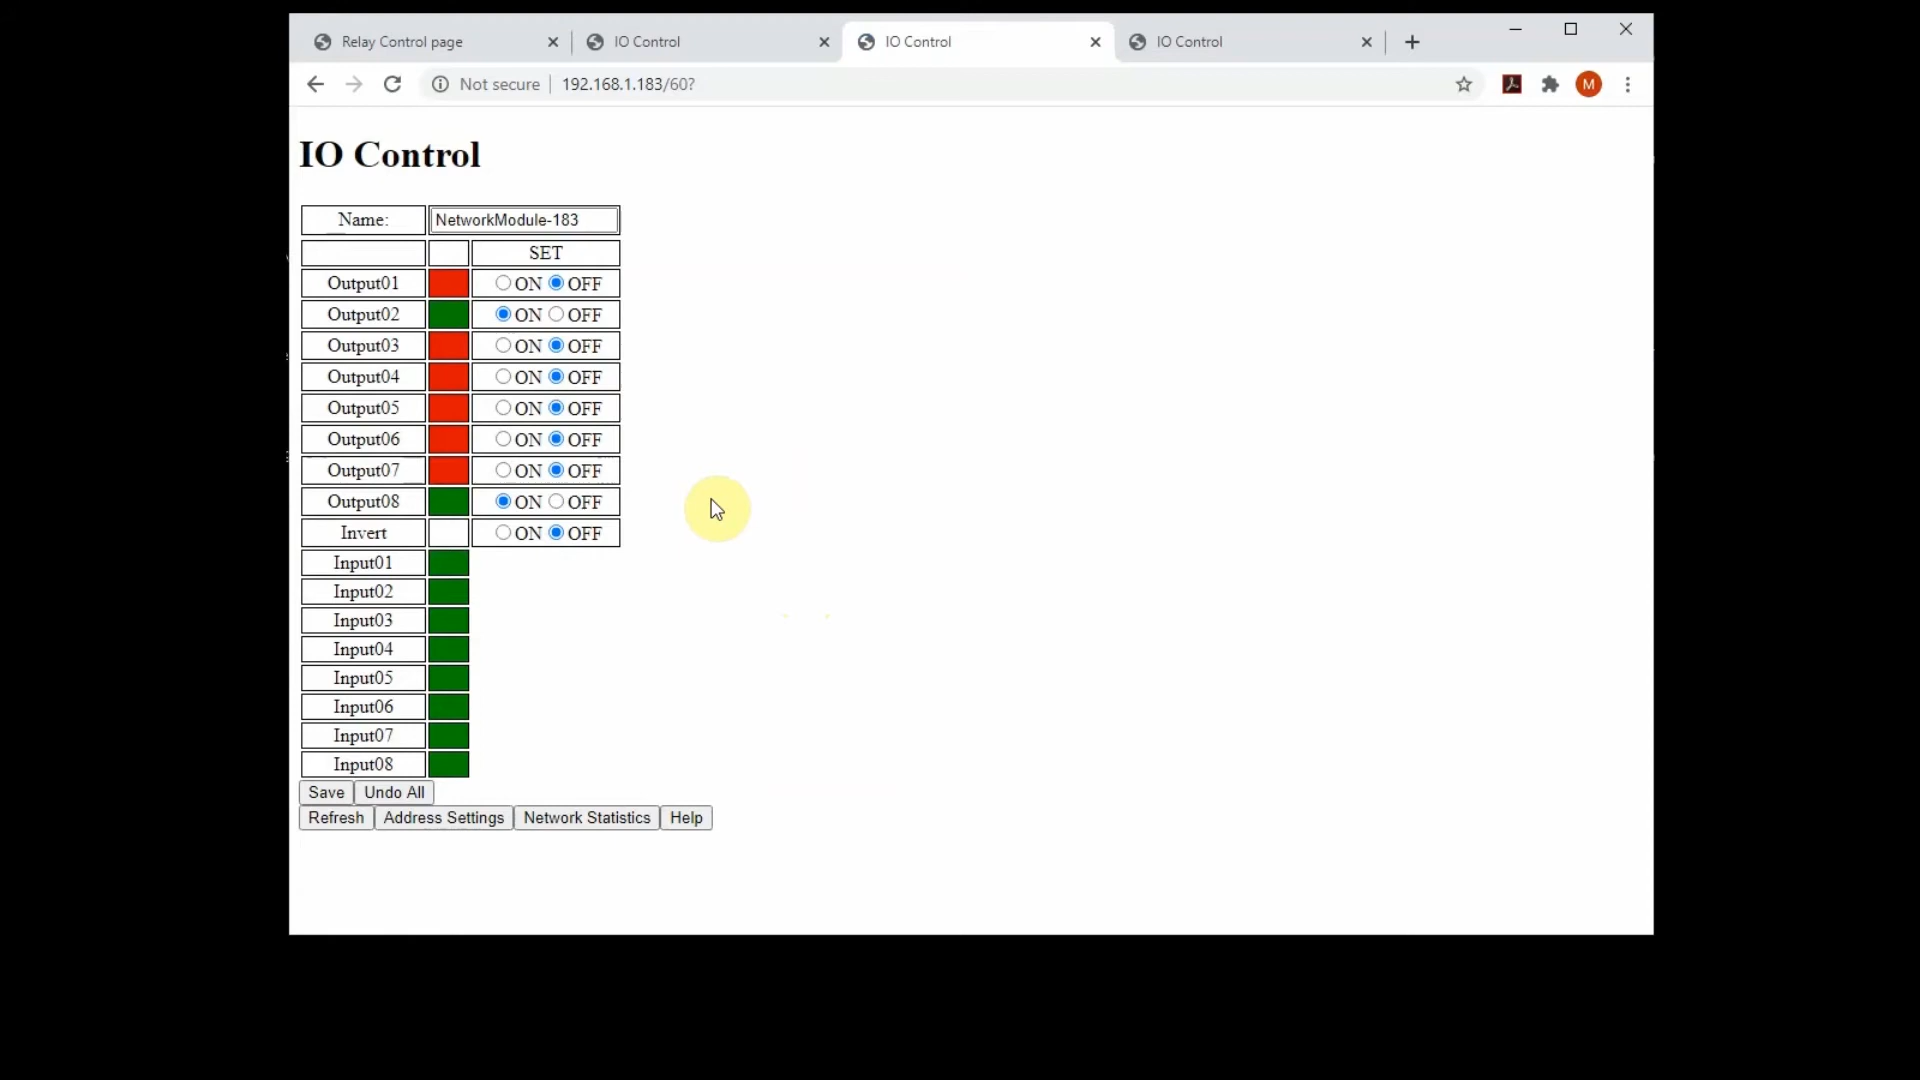 Relay Control page
IO Control
IO Control
IO Control
Not secure
192.168.1.183/60?
M
IO Control
Name: NetworkModule-183
SET
Output01 ON OFF
Output02 ON OFF
Output03 ON OFF
Output04 ON OFF
Output05 ON OFF
Output06 ON OFF
Output07 ON OFF
Output08 ON OFF
Invert ON OFF
Input01
Input02
Input03
Input04
Input05
Input06
Input07
Input08
Save Undo All
Refresh Address Settings Network Statistics Help